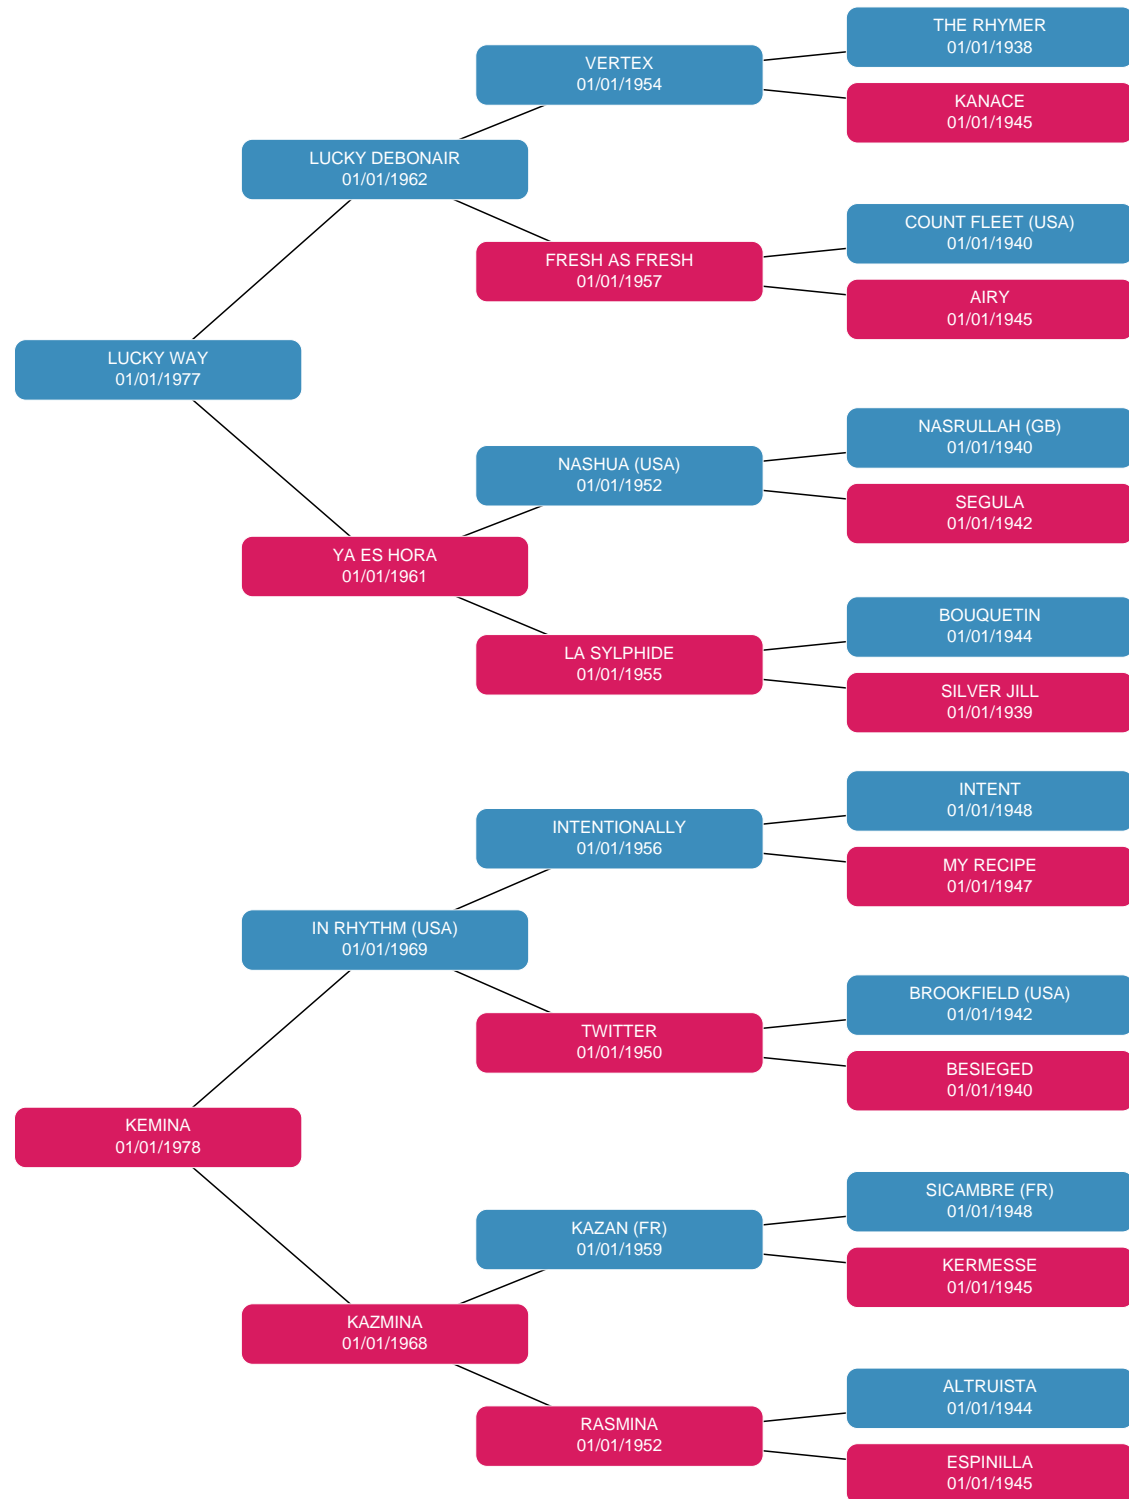 THE RHYMER
01/01/1938
VERTEX
01/01/1954
KANACE
01/01/1945
LUCKY DEBONAIR
01/01/1962
COUNT FLEET (USA)
01/01/1940
FRESH AS FRESH
01/01/1957
AIRY
01/01/1945
LUCKY WAY
01/01/1977
NASRULLAH (GB)
01/01/1940
NASHUA (USA)
01/01/1952
SEGULA
01/01/1942
YA ES HORA
01/01/1961
BOUQUETIN
01/01/1944
LA SYLPHIDE
01/01/1955
SILVER JILL
01/01/1939
INTENT
01/01/1948
INTENTIONALLY
01/01/1956
MY RECIPE
01/01/1947
IN RHYTHM (USA)
01/01/1969
BROOKFIELD (USA)
01/01/1942
TWITTER
01/01/1950
BESIEGED
01/01/1940
KEMINA
01/01/1978
SICAMBRE (FR)
01/01/1948
KAZAN (FR)
01/01/1959
KERMESSE
01/01/1945
KAZMINA
01/01/1968
ALTRUISTA
01/01/1944
RASMINA
01/01/1952
ESPINILLA
01/01/1945